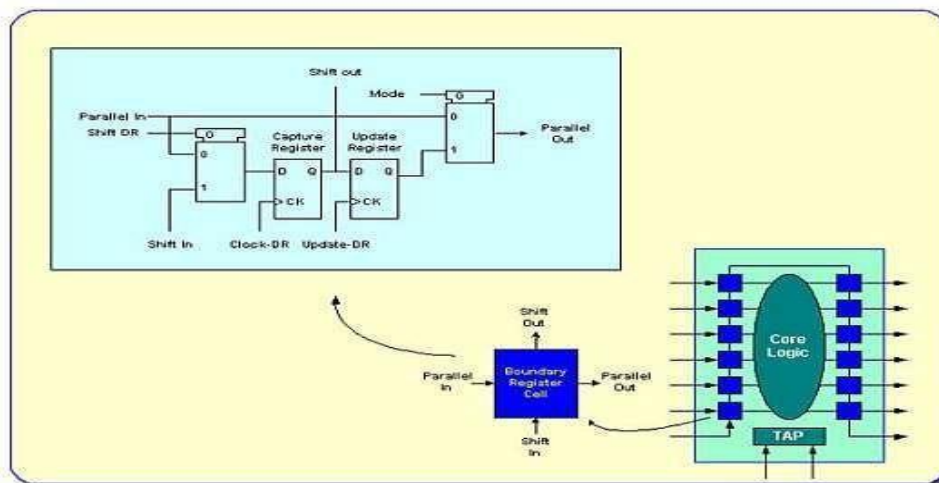 Shift out
Mode
0
Parallel In
0
Shift DR
0
Capture
Register
Update
Register
Parallel
Out
0
1
D Q
D Q
1
CK
CK
Shift In
Clock-DR
Update-DR
Shift
Out
Parallel
In
Boundary
Register
Cell
Parallel
Out
Shift
In
Core
Logic
TAP